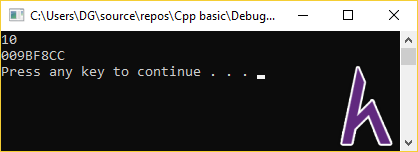 C:\Users\DG\source\repos\Cpp basic\Debug...
10
009BF8CC
Press any key to continue . . .